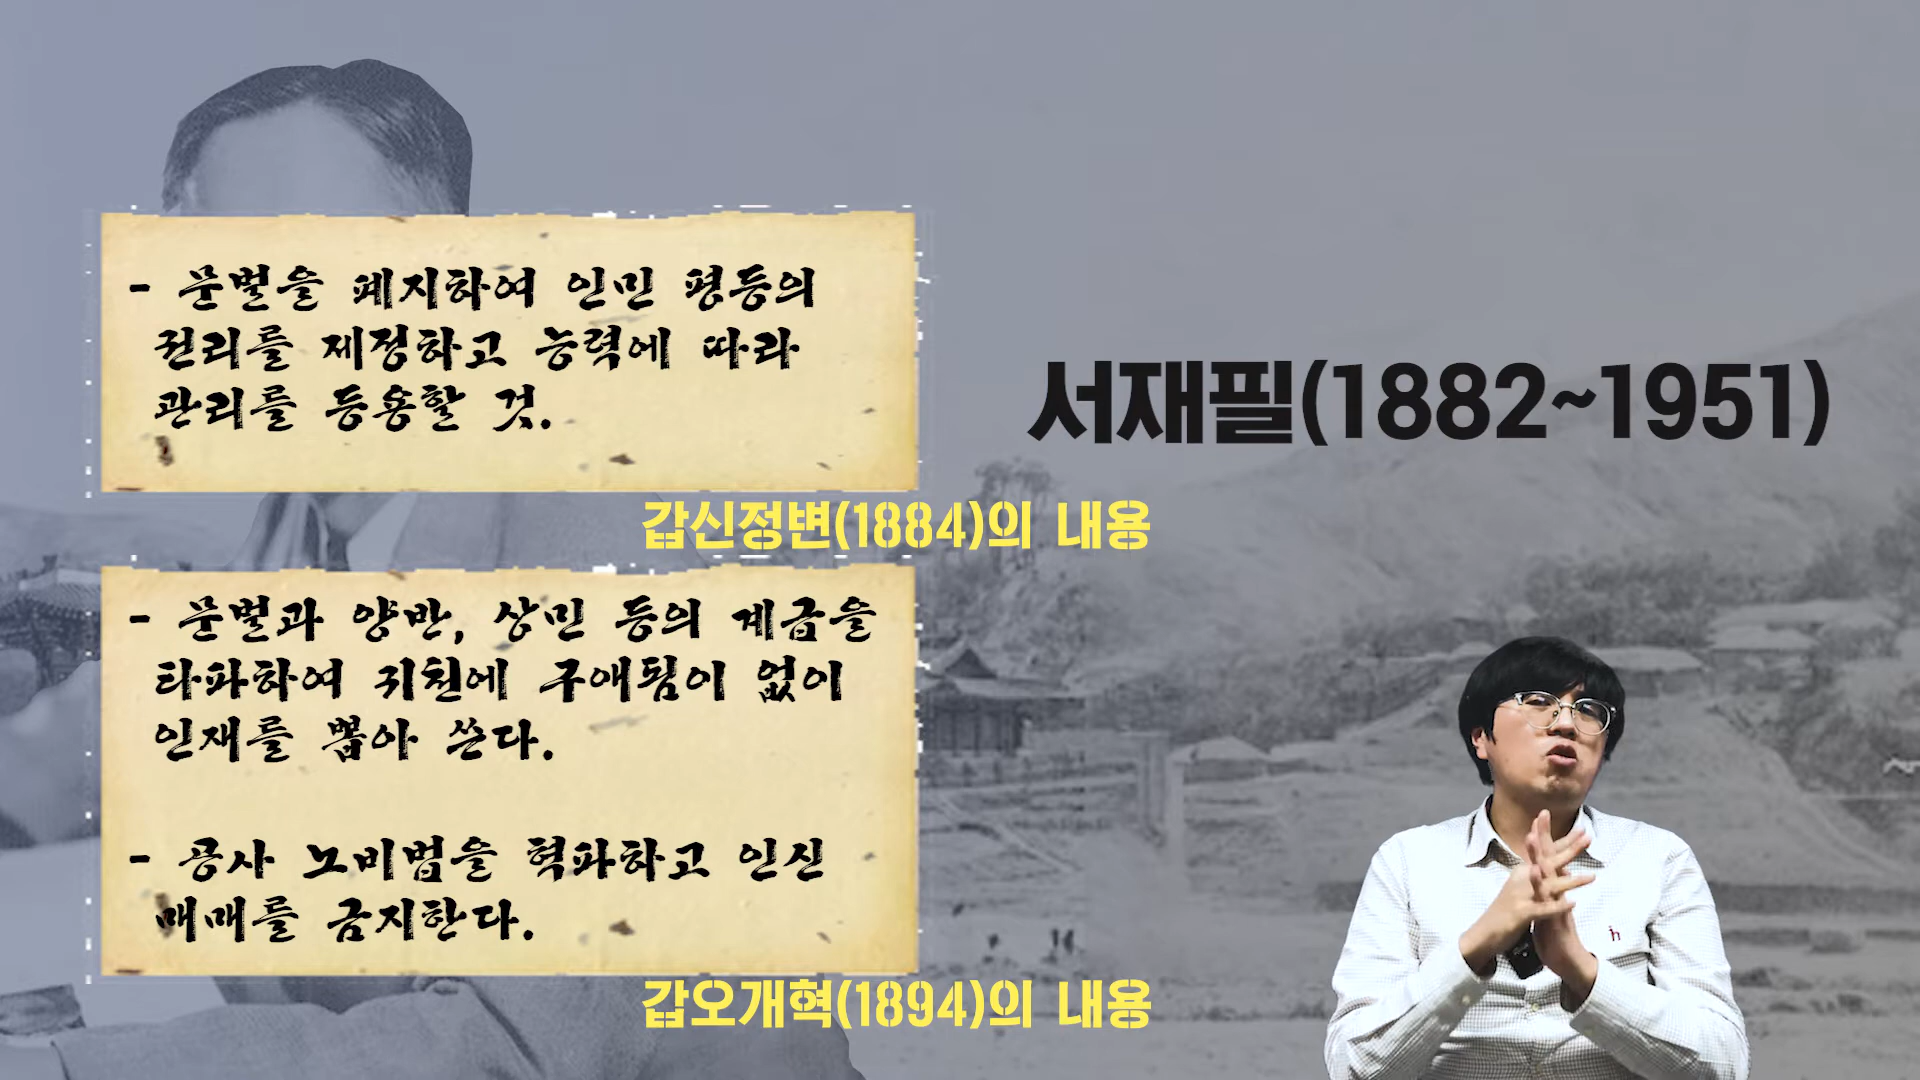 - 문벌을 폐지하여 인민 평등의
권리를 제정하고 능력에 따라
관리를 등용할 것.
갑신정변(1884)의 내용
- 문벌과 양반, 상민 등의 계급을
타파하여 귀천에 구애됨이 없이
인재를 뽑아 쓴다.
- 공사 노비법을 혁파하고 인신
매매를 금지한다.
갑오개혁(1894)의 내용
서재필(1882~1951)